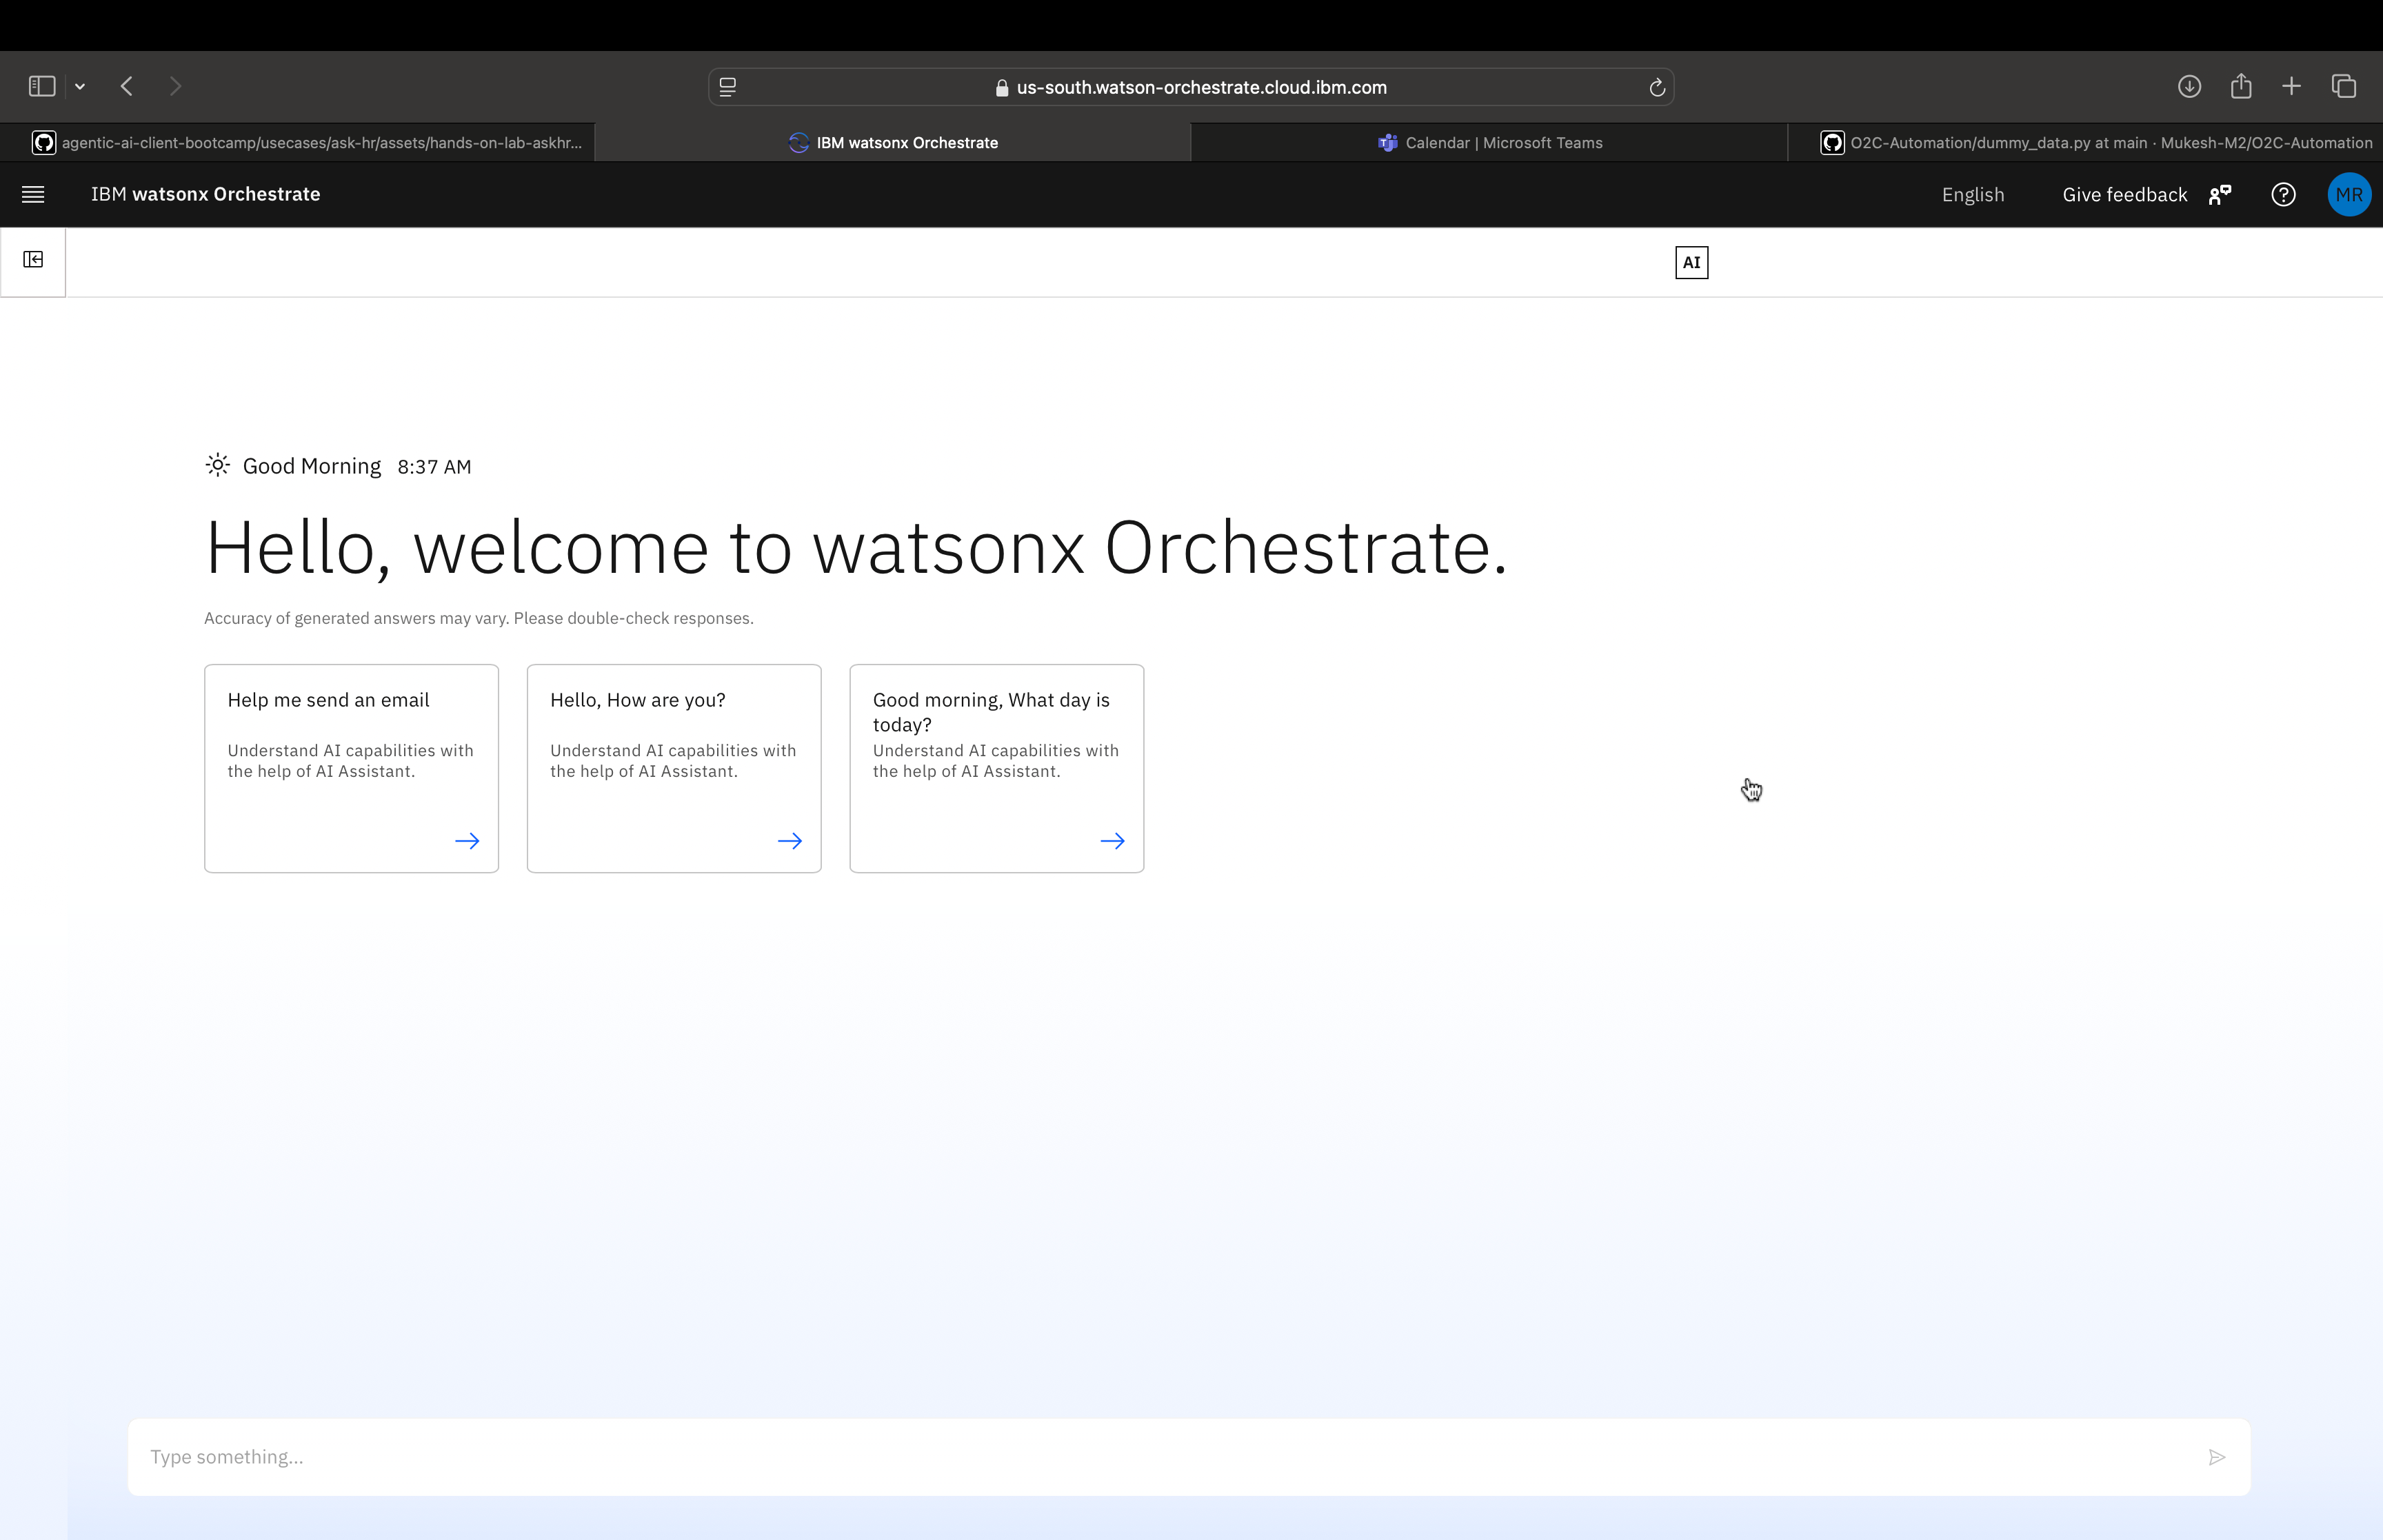 us-south.watson-orchestrate.cloud.ibm.com
agentic-ai-client-bootcamp/usecases/ask-hr/assets/hands-on-lab-askhr...
IBM watsonx Orchestrate
Calendar | Microsoft Teams
O2C-Automation/dummy_data.py at main · Mukesh-M2/O2C-Automation
IBM watsonx Orchestrate
English
Give feedback
MR
AI
Good Morning 8:37 AM
Hello, welcome to watsonx Orchestrate.
Accuracy of generated answers may vary. Please double-check responses.
Help me send an email
Understand AI capabilities with
the help of AI Assistant.
Hello, How are you?
Understand AI capabilities with
the help of AI Assistant.
Good morning, What day is
today?
Understand AI capabilities with
the help of AI Assistant.
Type something...